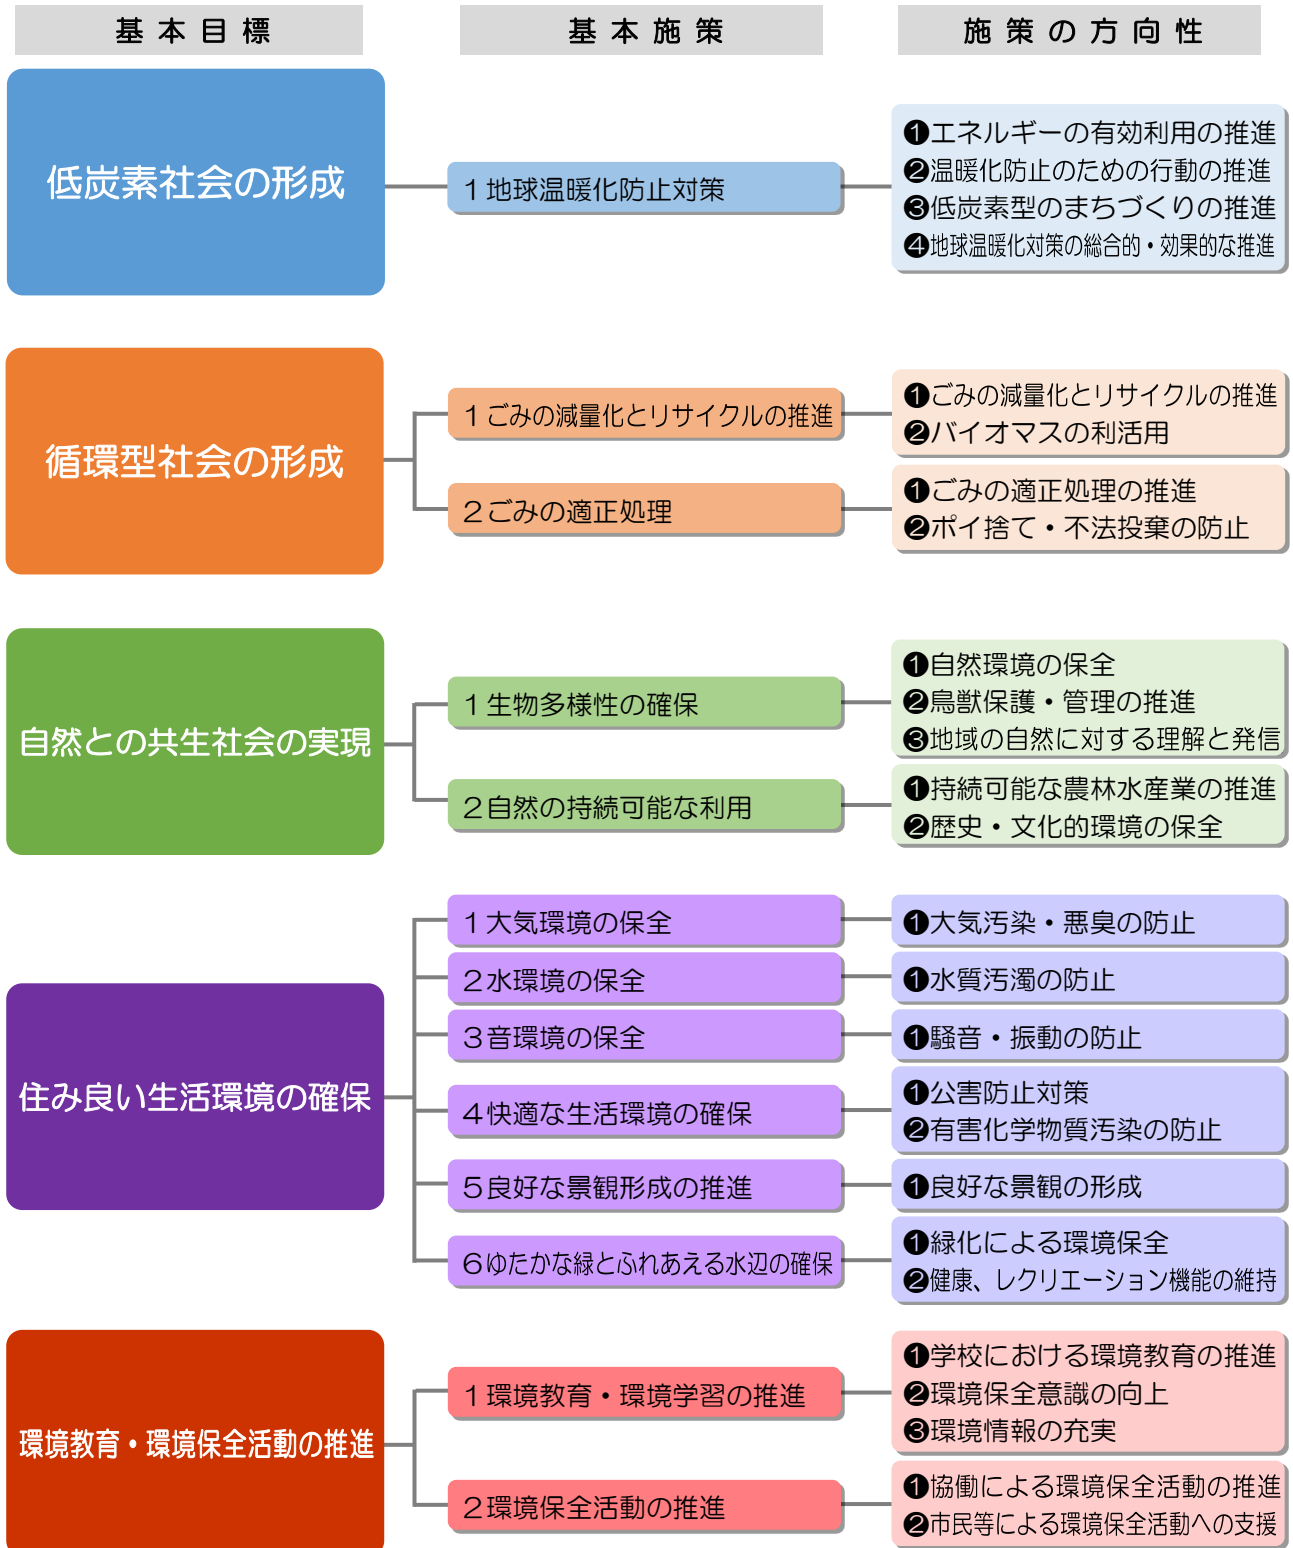 基本目標
基本施策
施策の方向性
低炭素社会の形成
１地球温暖化防止対策
❶エネルギーの有効利用の推進
❷温暖化防止のための行動の推進
❸低炭素型のまちづくりの推進
❹地球温暖化対策の総合的・効果的な推進
循環型社会の形成
１ごみの減量化とリサイクルの推進
❶ごみの減量化とリサイクルの推進
❷バイオマスの利活用
２ごみの適正処理
❶ごみの適正処理の推進
❷ポイ捨て・不法投棄の防止
自然との共生社会の実現
１生物多様性の確保
❶自然環境の保全
❷鳥獣保護・管理の推進
❸地域の自然に対する理解と発信
２自然の持続可能な利用
❶持続可能な農林水産業の推進
❷歴史・文化的環境の保全
住み良い生活環境の確保
１大気環境の保全
❶大気汚染・悪臭の防止
２水環境の保全
❶水質汚濁の防止
３音環境の保全
❶騒音・振動の防止
４快適な生活環境の確保
❶公害防止対策
❷有害化学物質汚染の防止
５良好な景観形成の推進
❶良好な景観の形成
６ゆたかな緑とふれあえる水辺の確保
❶緑化による環境保全
❷健康、レクリエーション機能の維持
環境教育・環境保全活動の推進
１環境教育・環境学習の推進
❶学校における環境教育の推進
❷環境保全意識の向上
❸環境情報の充実
２環境保全活動の推進
❶協働による環境保全活動の推進
❷市民等による環境保全活動への支援